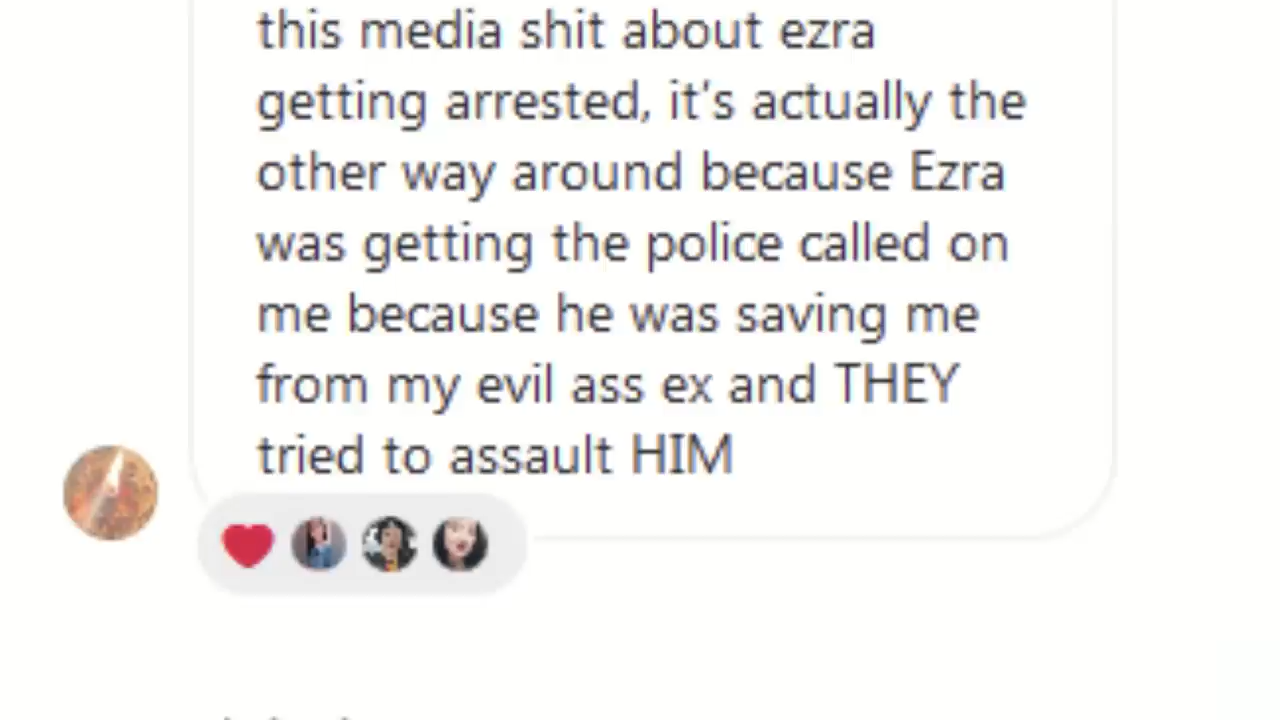 this media shit about ezra
getting arrested, it's actually the
other way around because Ezra
was getting the police called on
me because he was saving me
from my evil ass ex and THEY
tried to assault HIM